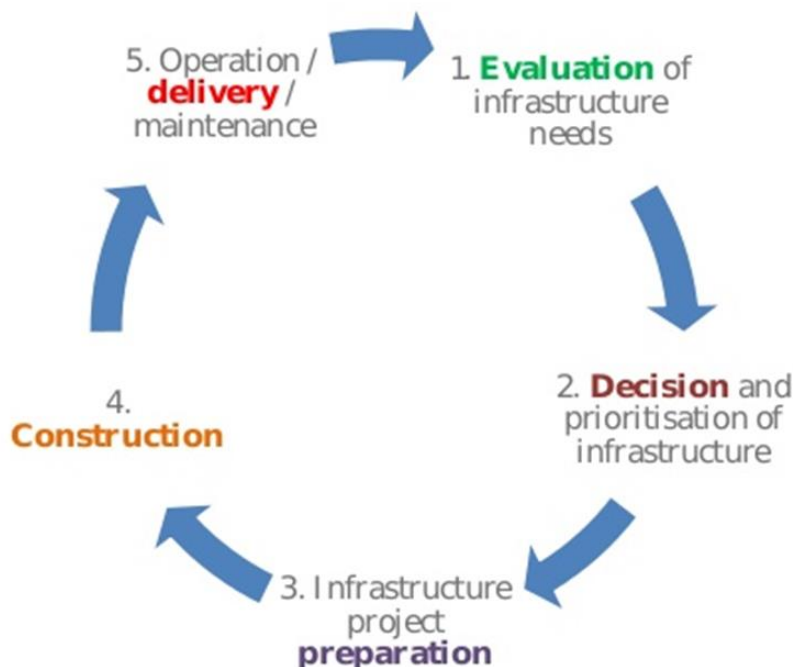 1. Evaluation of
infrastructure
needs
2. Decision and
prioritisation of
infrastructure
3. Infrastructure
project
preparation
4.
Construction
5. Operation /
delivery /
maintenance